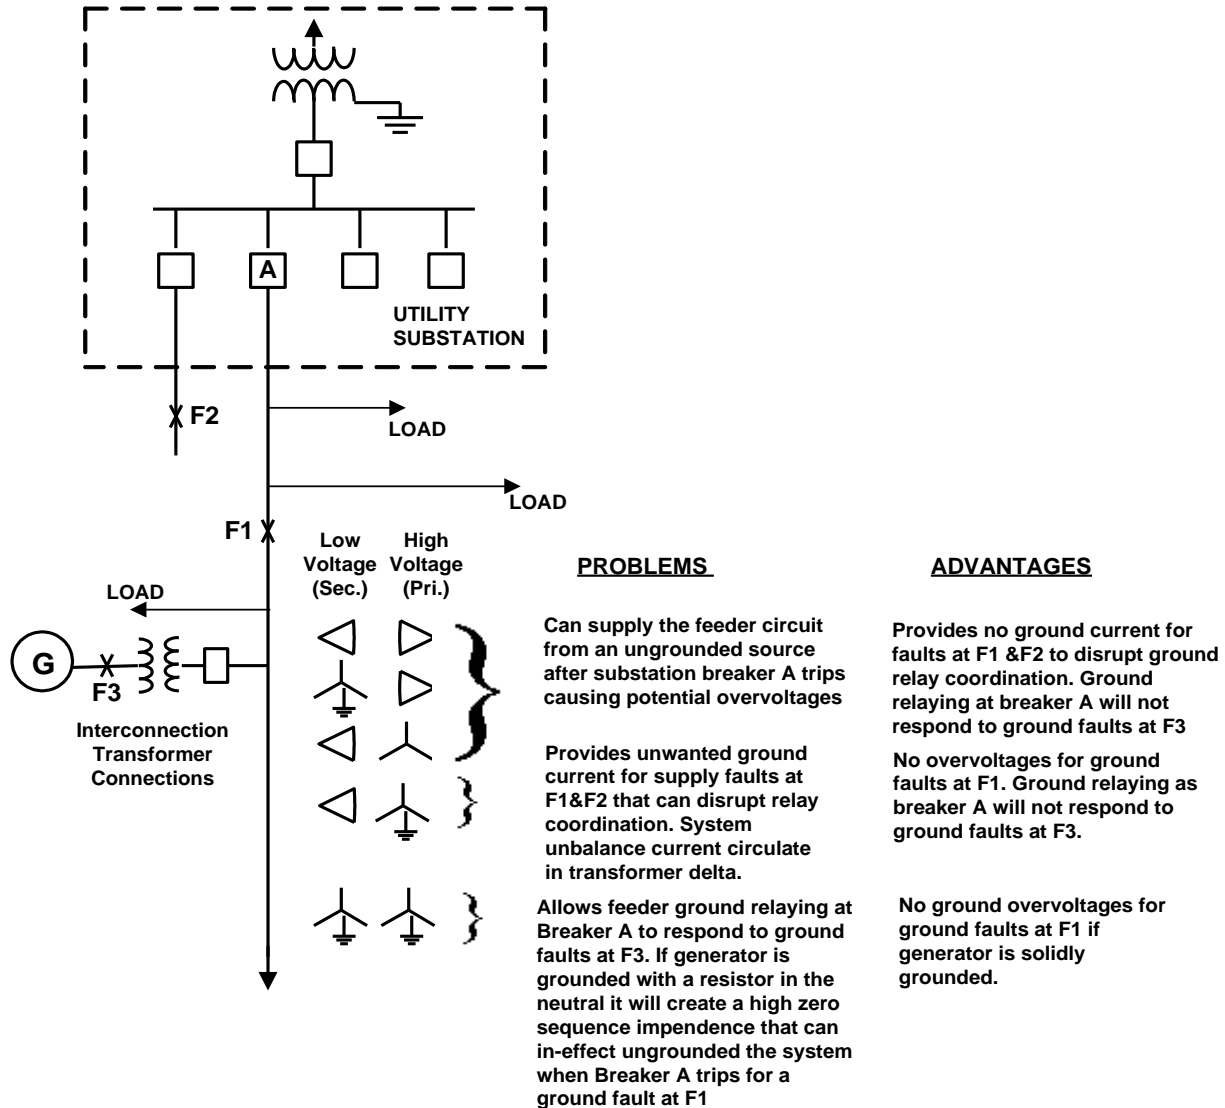 A
UTILITY
SUBSTATION
F2
LOAD
LOAD
F1
Low
Voltage
(Sec.)
High
Voltage
(Pri.)
PROBLEMS
ADVANTAGES
LOAD
G
F3
Interconnection
Transformer
Connections
Can supply the feeder circuit
from an ungrounded source
after substation breaker A trips
causing potential overvoltages
Provides no ground current for
faults at F1 &F2 to disrupt ground
relay coordination. Ground
relaying at breaker A will not
respond to ground faults at F3
Provides unwanted ground
current for supply faults at
F1&F2 that can disrupt relay
coordination. System
unbalance current circulate
in transformer delta.
No overvoltages for ground
faults at F1. Ground relaying as
breaker A will not respond to
ground faults at F3.
Allows feeder ground relaying at
Breaker A to respond to ground
faults at F3. If generator is
grounded with a resistor in the
neutral it will create a high zero
sequence impendence that can
in-effect ungrounded the system
when Breaker A trips for a
ground fault at F1
No ground overvoltages for
ground faults at F1 if
generator is solidly
grounded.